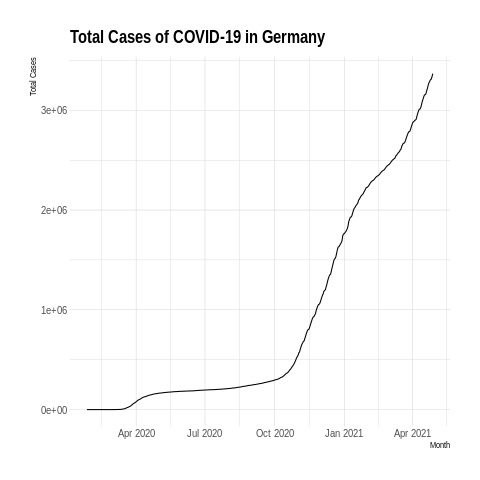 Total Cases of COVID-19 in Germany
Total Cases
3e+06
2e+06
1e+06
0e+00
Apr 2020 Jul 2020 Oct 2020 Jan 2021 Apr 2021
Month